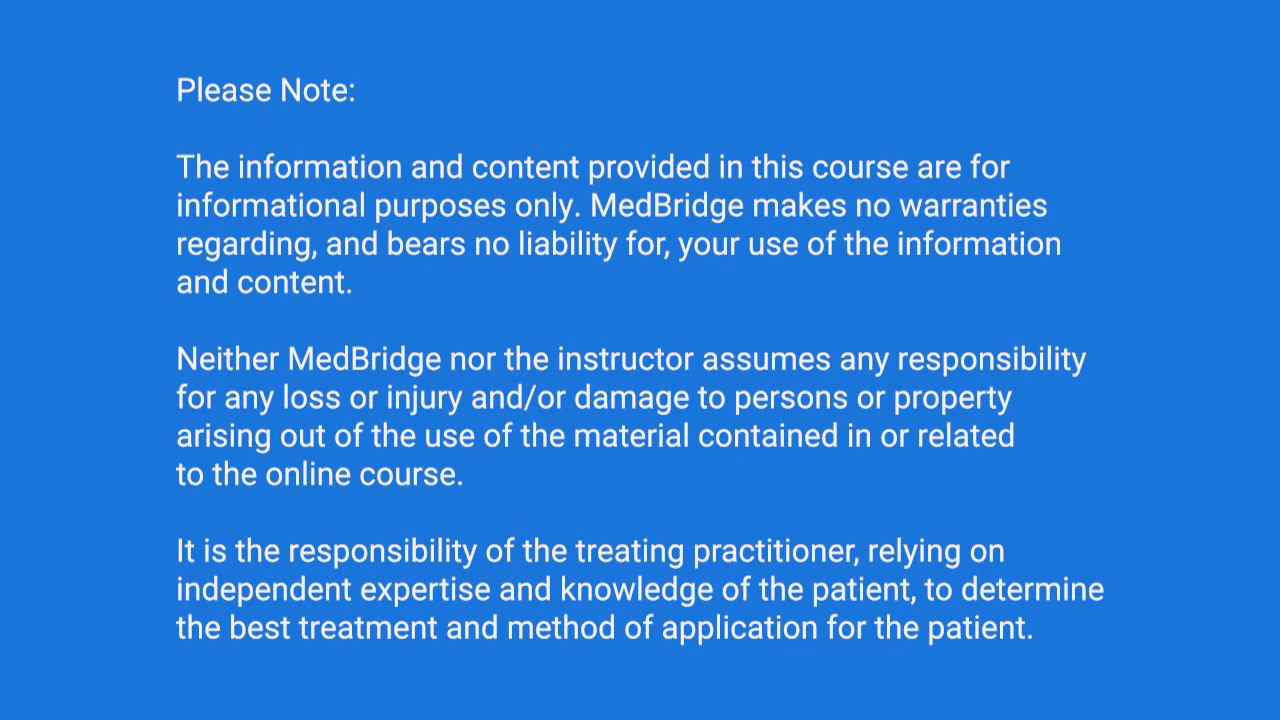 Please Note:
The information and content provided in this course are for
informational purposes only. MedBridge makes no warranties
regarding, and bears no liability for, your use of the information
and content.
Neither MedBridge nor the instructor assumes any responsibility
for any loss or injury and/or damage to persons or property
arising out of the use of the material contained in or related
to the online course.
It is the responsibility of the treating practitioner, relying on
independent expertise and knowledge of the patient, to determine
the best treatment and method of application for the patient.